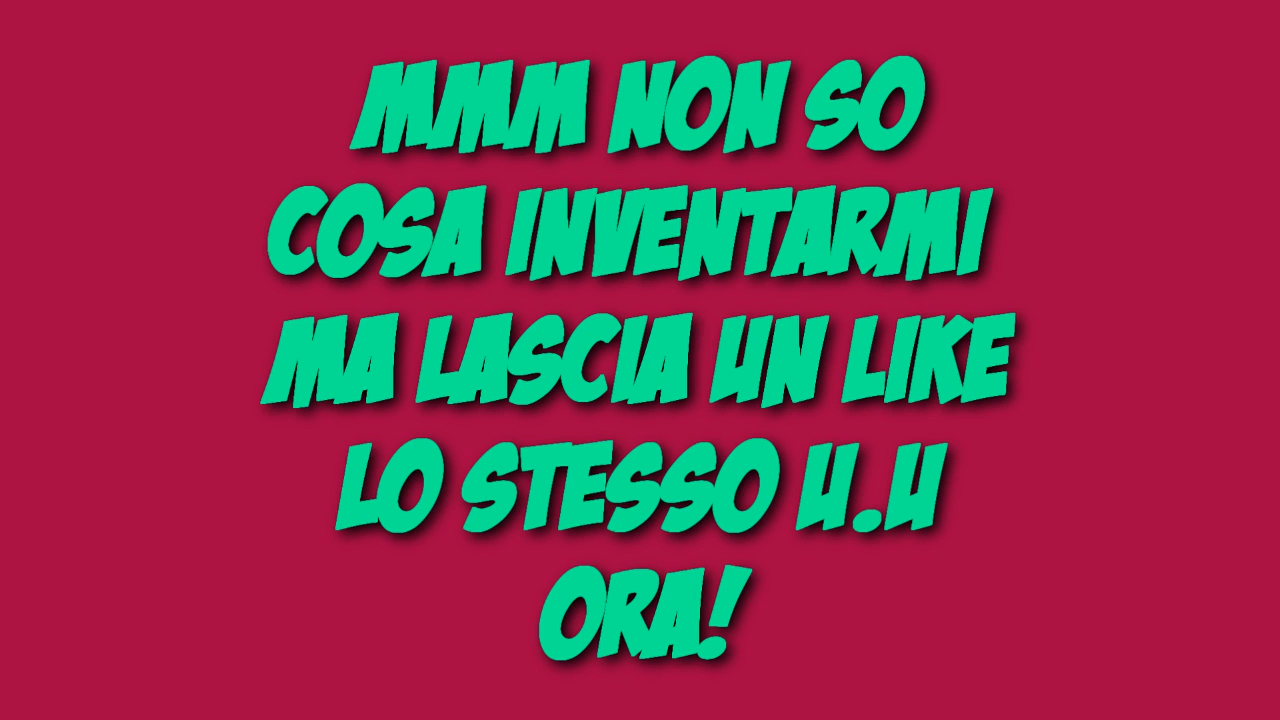 MMM NON SO
COSA INVENTARMI
MA LASCIA UN LIKE
LO STESSO U.U
ORA!